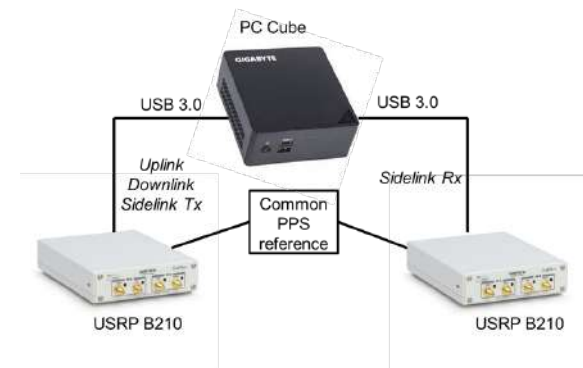 PC Cube
GIGABYTE
USB 3.0
USB 3.0
Uplink
Downlink
Sidelink Tx
Sidelink Rx
Common
PPS
reference
USRP B210
USRP B210